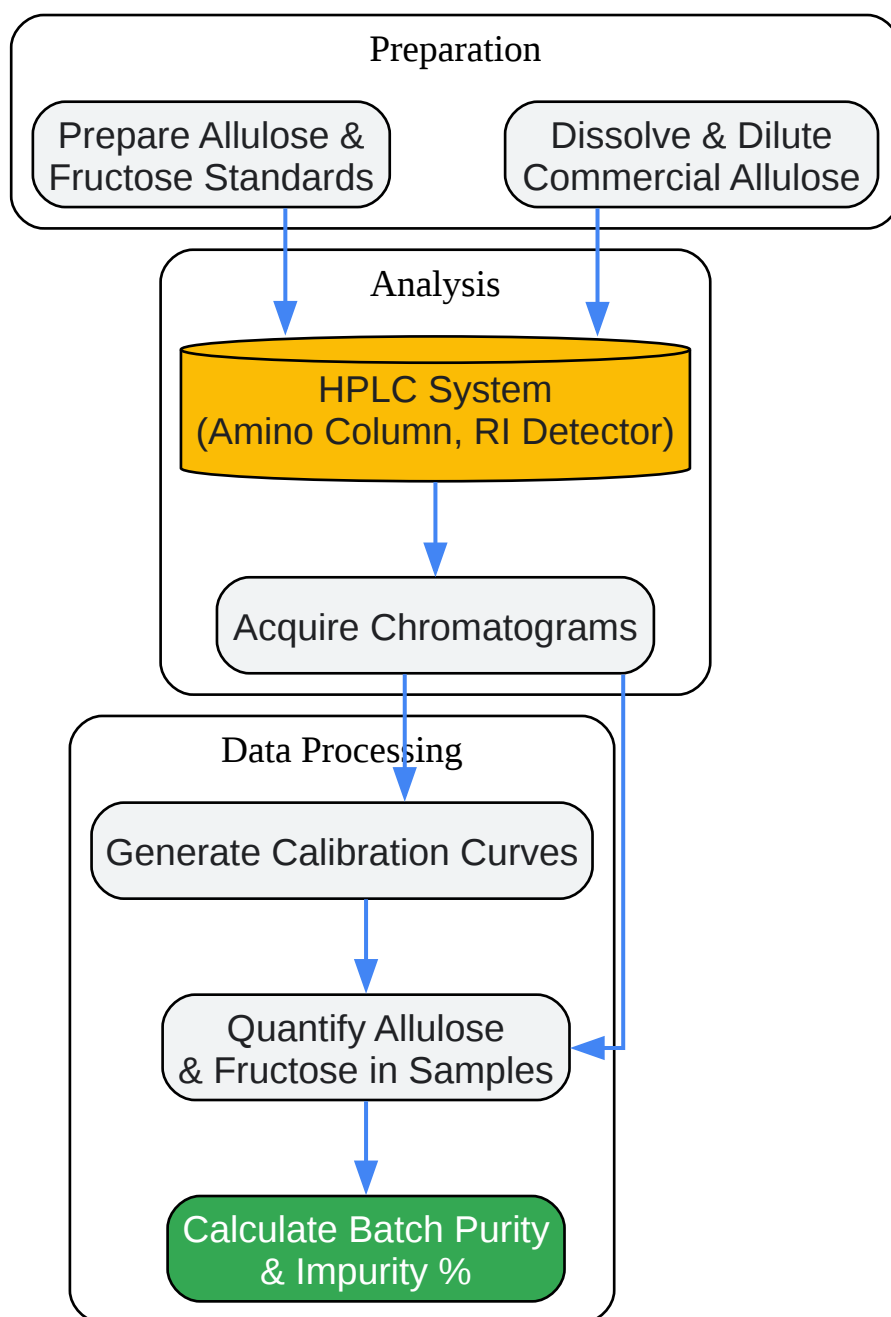 Preparation
Prepare Allulose &
Fructose Standards
Dissolve & Dilute
Commercial Allulose
Analysis
HPLC System
(Amino Column, RI Detector)
Acquire Chromatograms
Data Processing
Generate Calibration Curves
Quantify Allulose
& Fructose in Samples
Calculate Batch Purity
& Impurity %